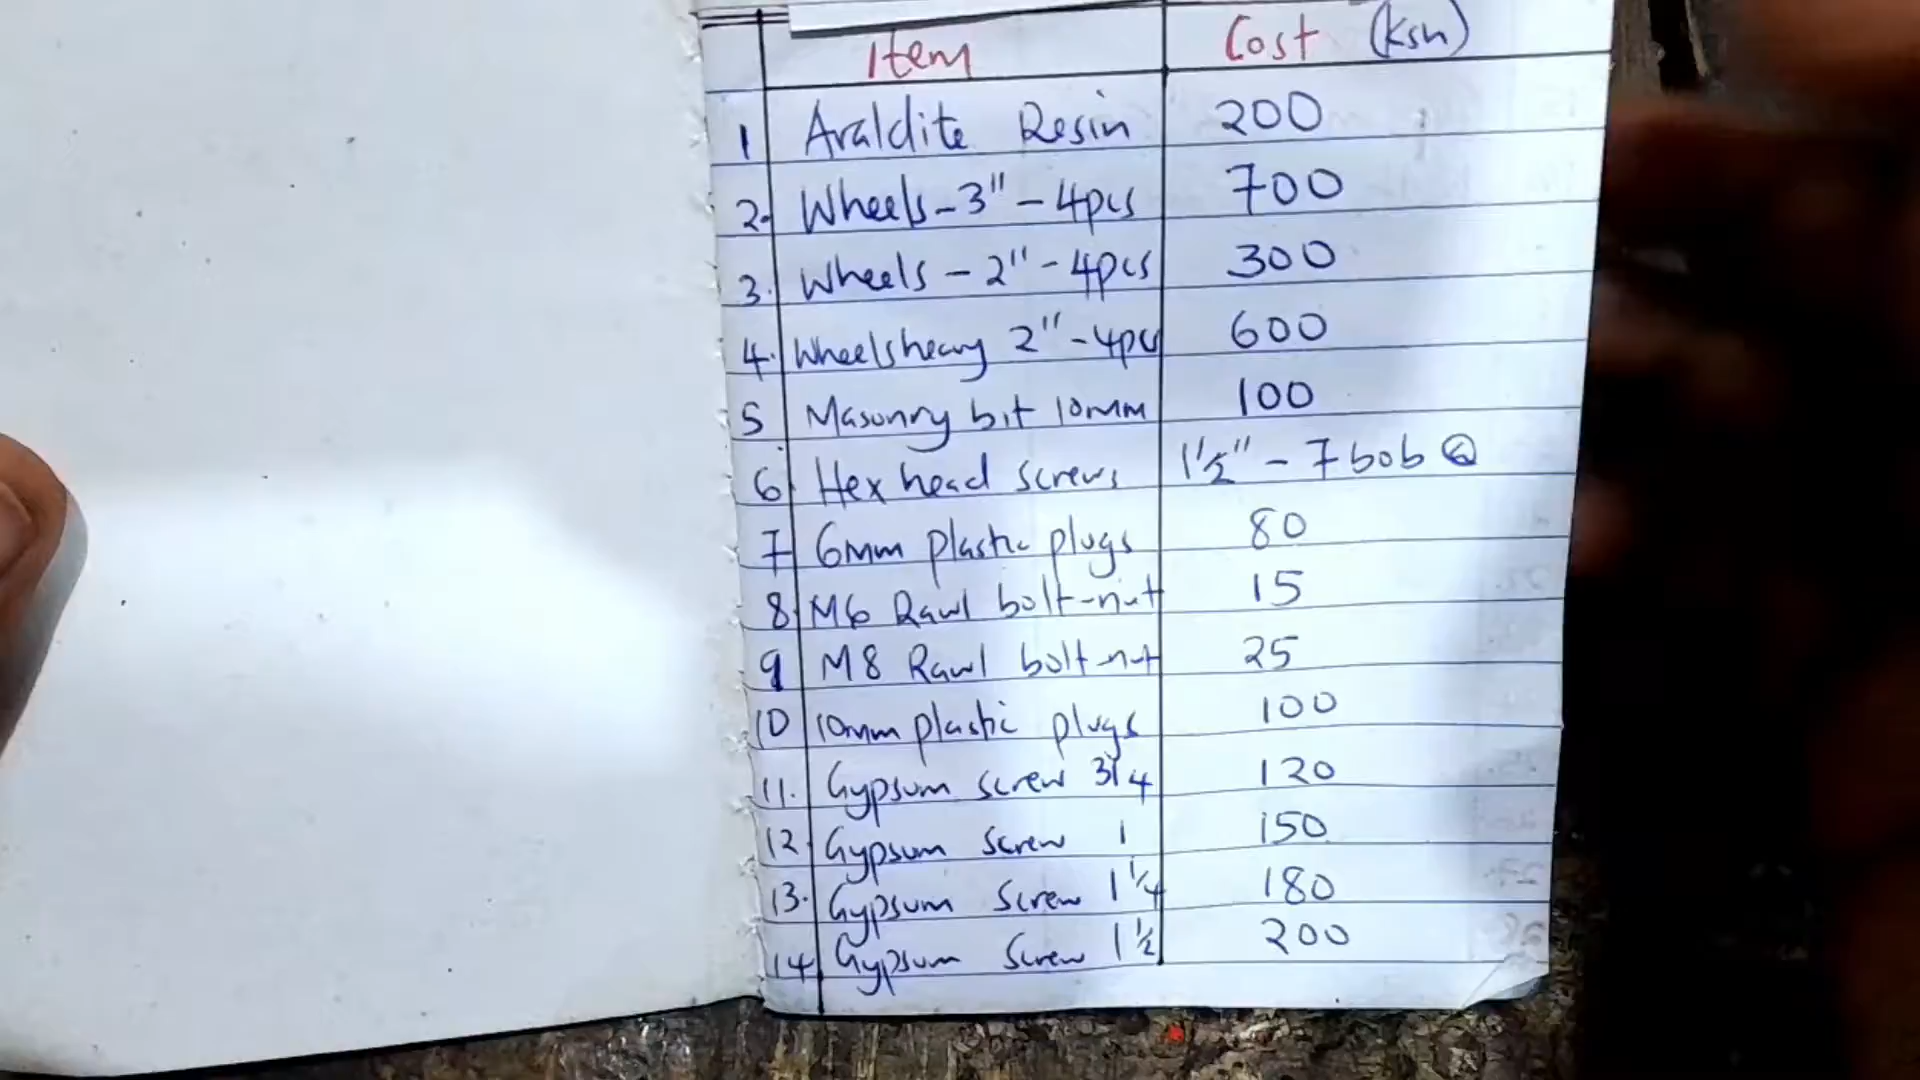 Item Cost (Ksh)
1 Araldite Resin 200
2. Wheels-3" - 4pcs 700
3. Wheels - 2" - 4pcs 300
4. Wheels heavy 2" - 4pcs 600
5 Masonry bit 10mm 100
6 Hex head screws 1½" - 7 bob @
7 6mm plastic plugs 80
8. M6 Rawl bolt-nut 15
9 M8 Rawl bolt-nut 25
10 10mm plastic plugs 100
11. Gypsum screw 3/4 120
12. Gypsum screw 1 150
13. Gypsum Screw 1¼ 180
14 Gypsum Screw 1½ 200